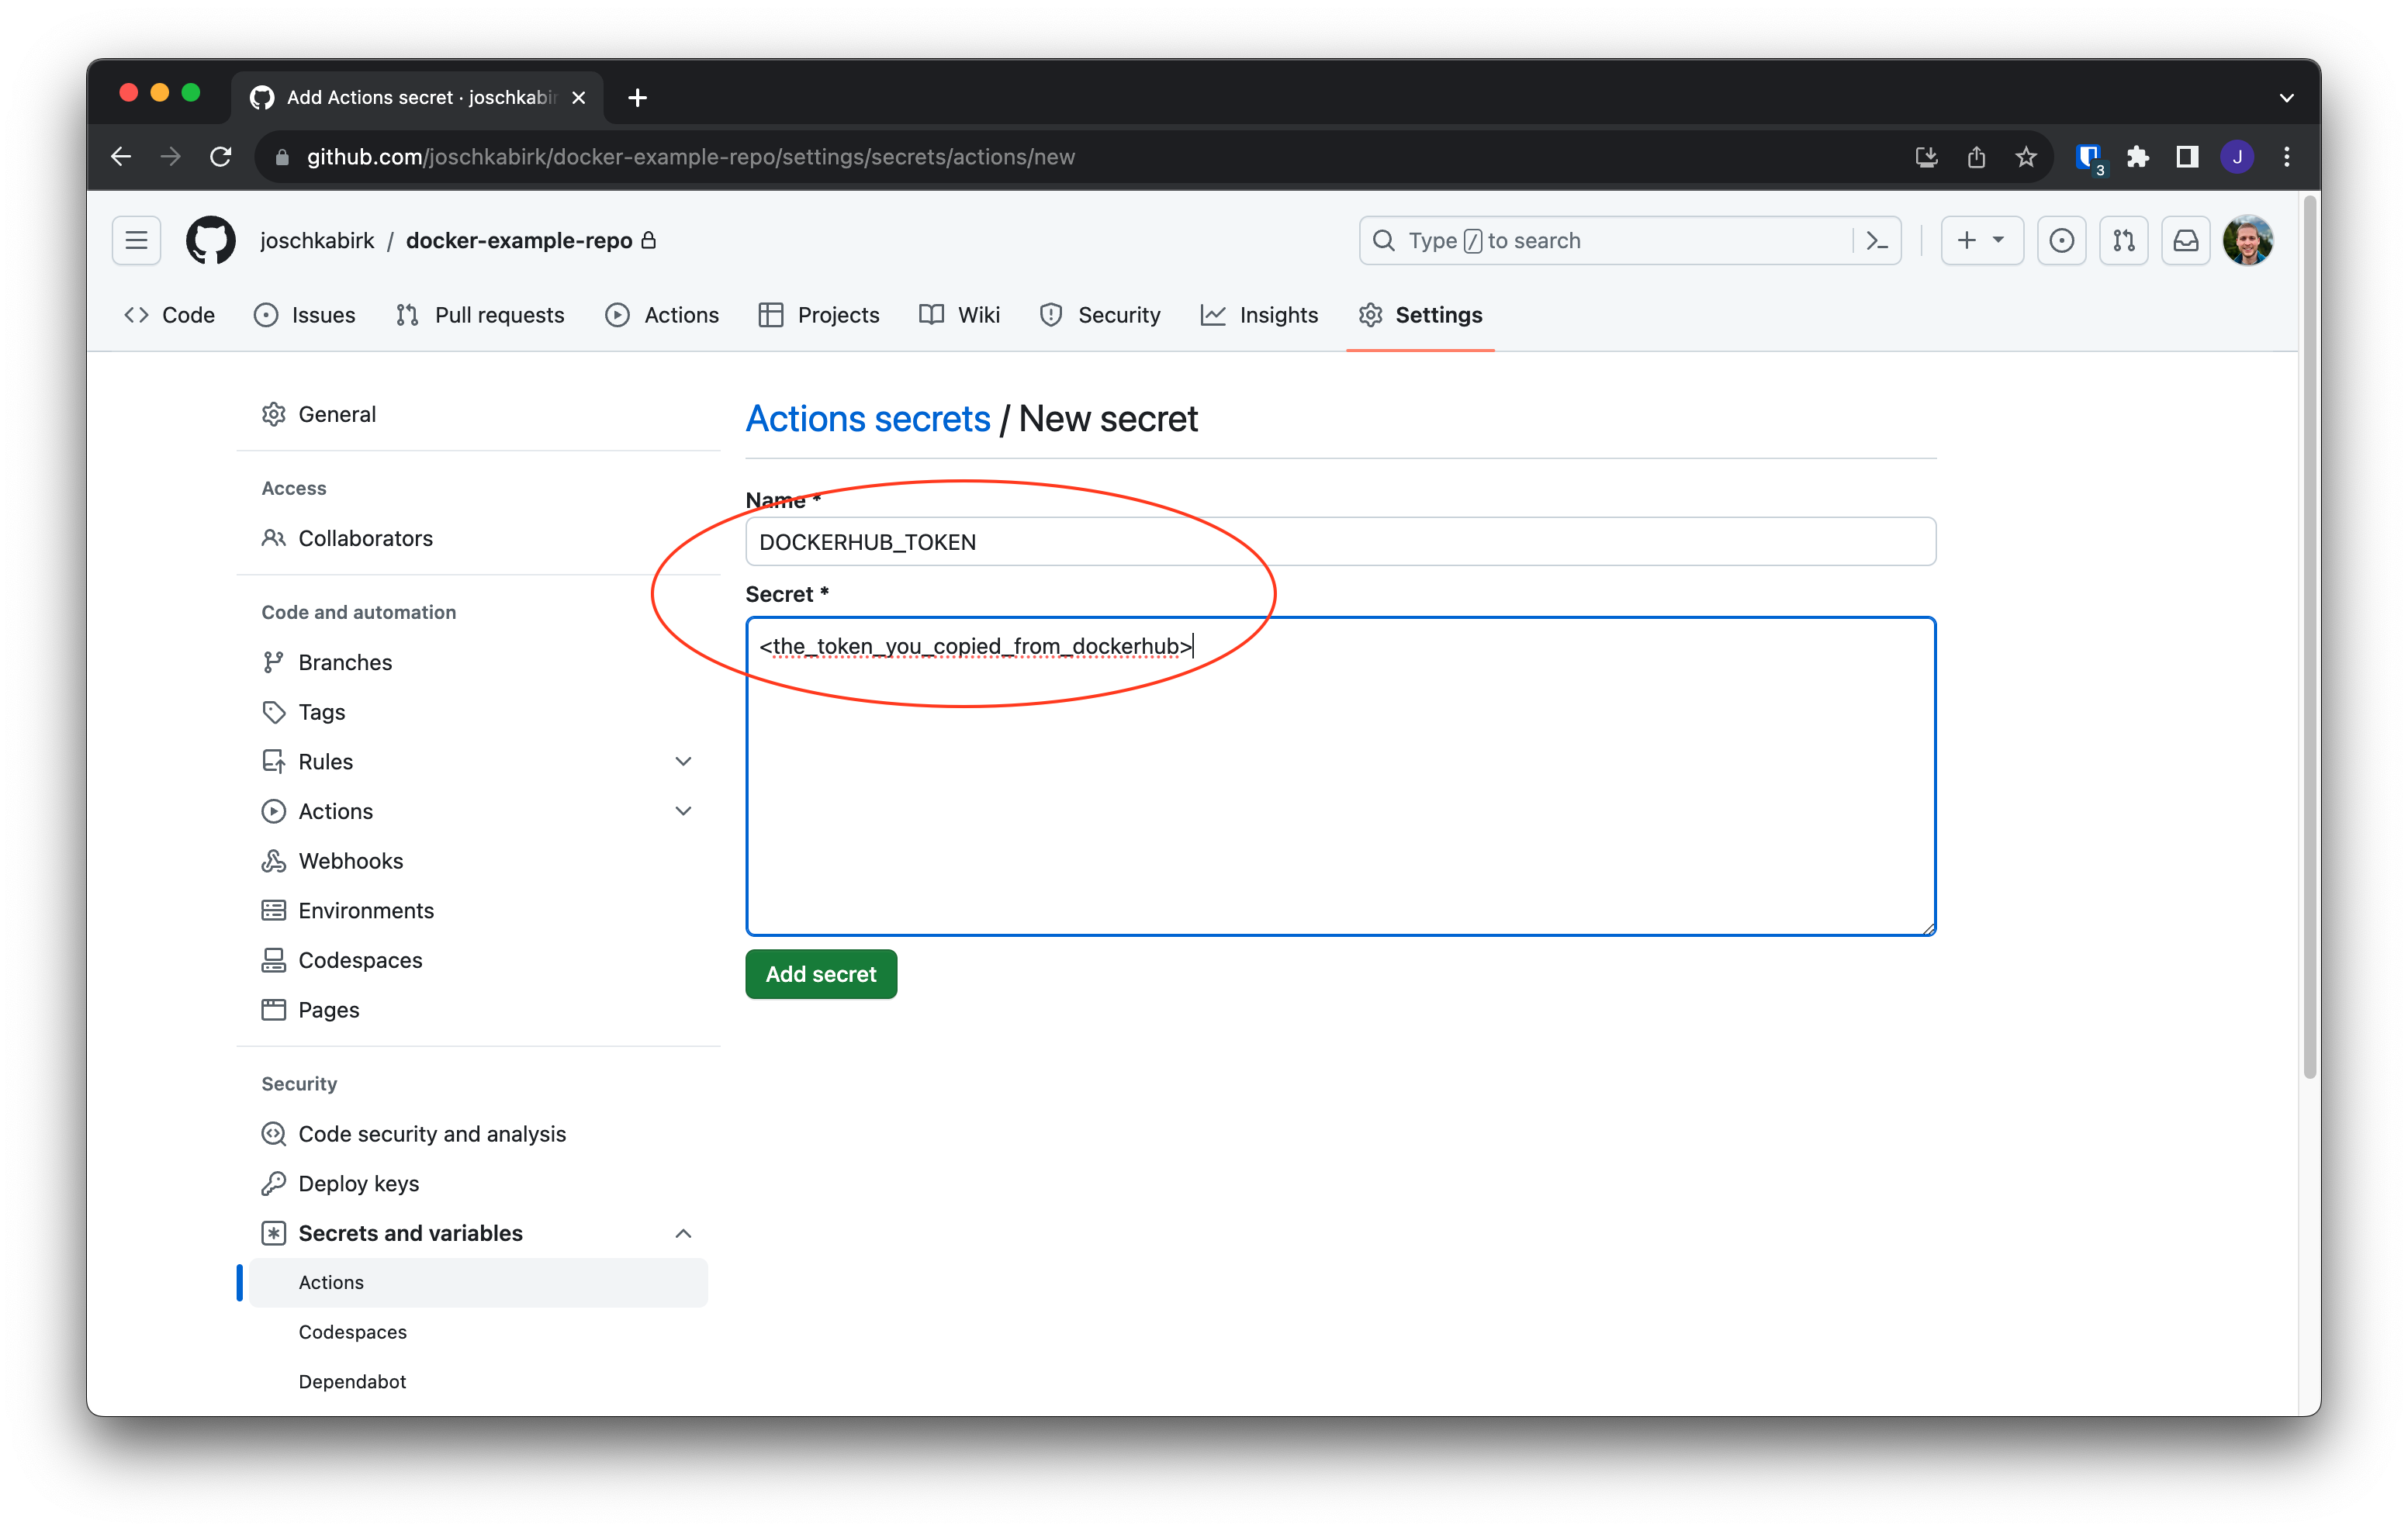 Add Actions secret · joschkabir
github.com/joschkabirk/docker-example-repo/settings/secrets/actions/new
3
J
joschkabirk / docker-example-repo
Type / to search
Code
Issues
Pull requests
Actions
Projects
Wiki
Security
Insights
Settings
General
Access
Collaborators
Code and automation
Branches
Tags
Rules
Actions
Webhooks
Environments
Codespaces
Pages
Security
Code security and analysis
Deploy keys
Secrets and variables
Actions
Codespaces
Dependabot
Actions secrets / New secret
Name *
DOCKERHUB_TOKEN
Secret *
<the_token_you_copied_from_dockerhub>
Add secret